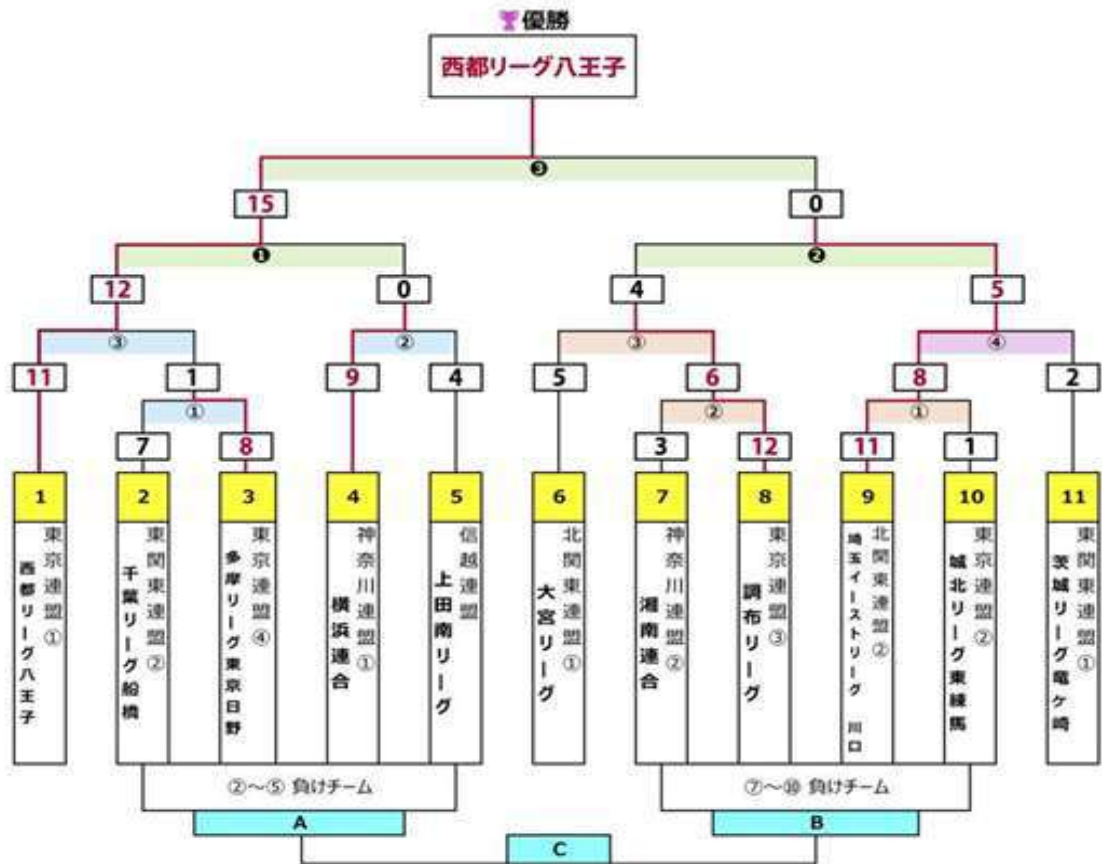 優勝
西都リーグ八王子
❸
15
0
❶
❷
12
0
4
5
③
②
③
④
11
1
9
4
5
6
8
2
①
②
①
7
8
3
12
11
1
1
2
3
4
5
6
7
8
9
10
11
東京連盟①
西都リーグ八王子
東関東連盟②
千葉リーグ船橋
東京連盟④
多摩リーグ東京日野
神奈川連盟①
横浜連合
信越連盟
上田南リーグ
北関東連盟①
大宮リーグ
神奈川連盟②
湘南連合
東京連盟③
調布リーグ
北関東連盟②
埼玉イーストリーグ 川口
東京連盟②
城北リーグ東練馬
東関東連盟①
茨城リーグ竜ケ崎
②～⑤ 負けチーム
⑦～⑩ 負けチーム
A
B
C